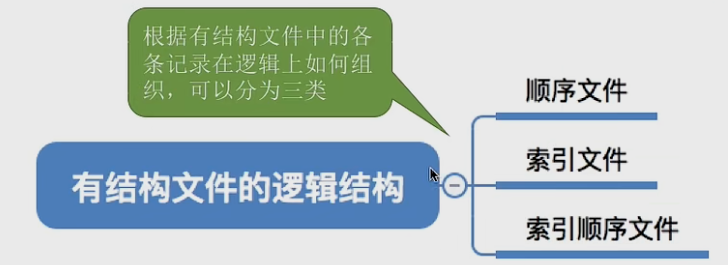 根据有结构文件中的各
条记录在逻辑上如何组
织，可以分为三类
顺序文件
有结构文件的逻辑结构
索引文件
索引顺序文件